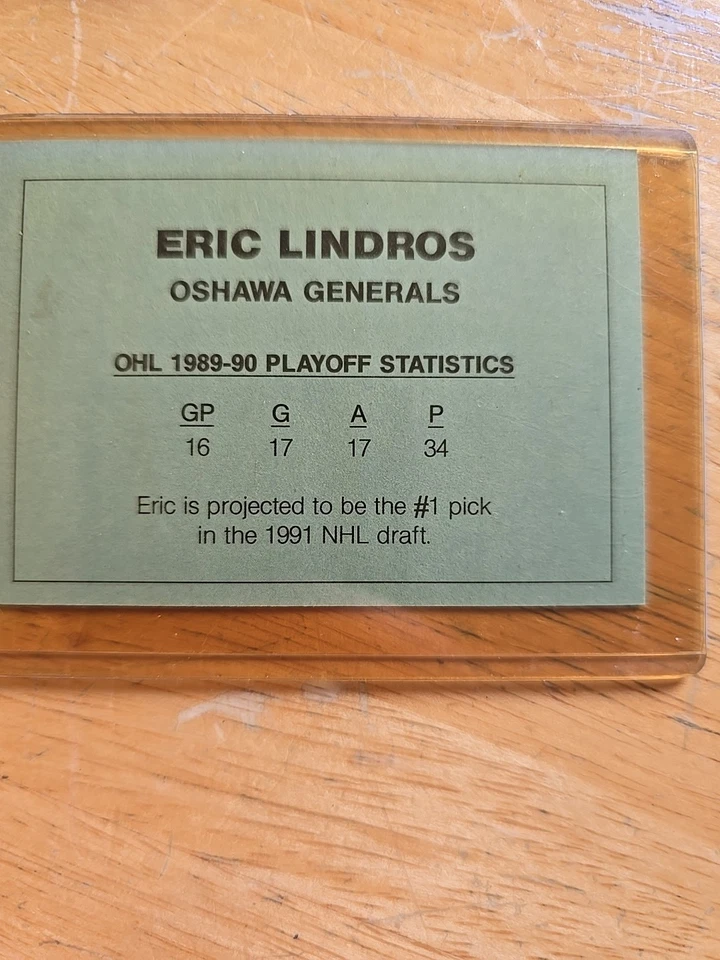 ERIC LINDROS
OSHAWA GENERALS
OHL 1989-90 PLAYOFF STATISTICS
GP G A P
16 17 17 34
Eric is projected to be the #1 pick
in the 1991 NHL draft.